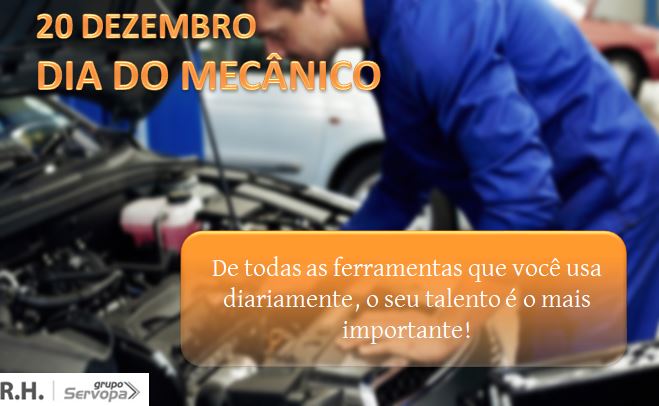 20 DEZEMBRO
DIA DO MECÂNICO
De todas as ferramentas que você usa
diariamente, o seu talento é o mais
importante!
R.H. grupo
Servopa